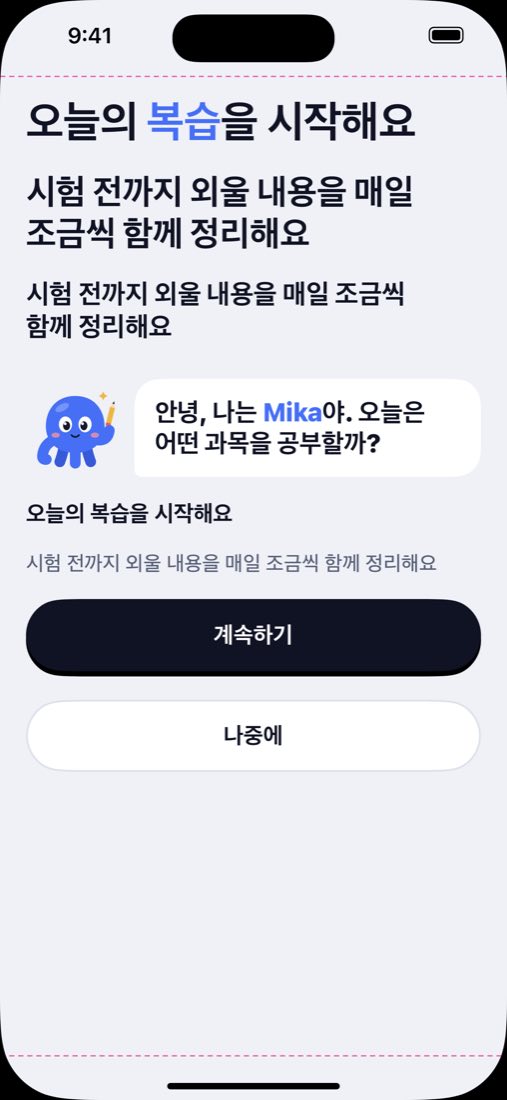 9:41
오늘의 복습을 시작해요
시험 전까지 외울 내용을 매일
조금씩 함께 정리해요
시험 전까지 외울 내용을 매일 조금씩
함께 정리해요
안녕, 나는 Mika야. 오늘은
어떤 과목을 공부할까?
오늘의 복습을 시작해요
시험 전까지 외울 내용을 매일 조금씩 함께 정리해요
계속하기
나중에